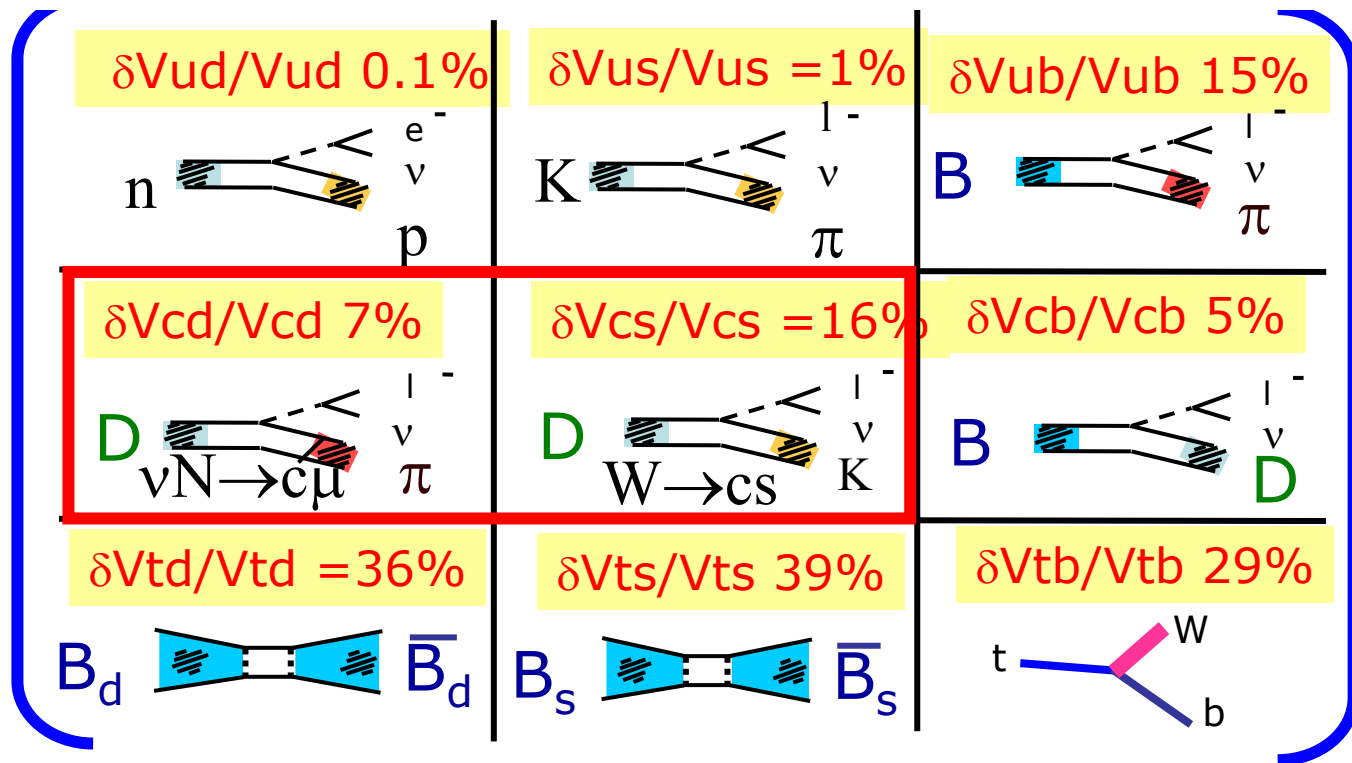 δVud/Vud 0.1%
e -
ν
n
p
δVus/Vus =1%
l -
ν
K
π
δVub/Vub 15%
l -
ν
B
π
δVcd/Vcd 7%
l -
D
ν
νN→cμ
π
δVcs/Vcs =16%
l -
D
ν
W→cs
K
δVcb/Vcb 5%
l -
ν
B
D
δVtd/Vtd =36%
B̅d
Bd
δVts/Vts 39%
Bs
B̅s
δVtb/Vtb 29%
W
t
b